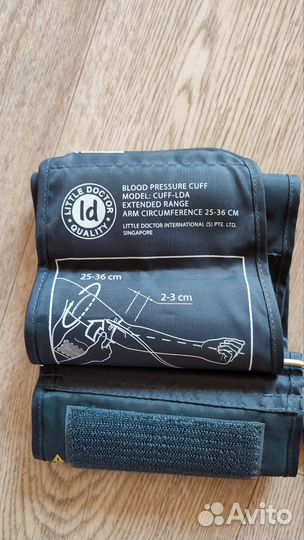 LITTLE DOCTOR
ld
QUALITY
BLOOD PRESSURE CUFF
MODEL: CUFF-LDA
EXTENDED RANGE
ARM CIRCUMFERENCE 25-36 CM
LITTLE DOCTOR INTERNATIONAL (S) PTE. LTD.
SINGAPORE
25-36 cm
2-3 cm
Avito